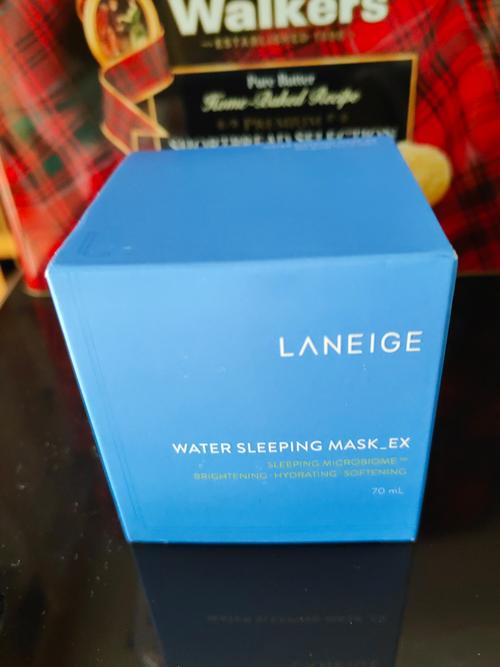 Walkers
ESTABLISHED
Pure Butter
Home-Baked Recipe
PREMIUM
SHORTBREAD SELECTION
LANEIGE
WATER SLEEPING MASK_EX
SLEEPING MICROBIOME™
BRIGHTENING · HYDRATING · SOFTENING
70 mL